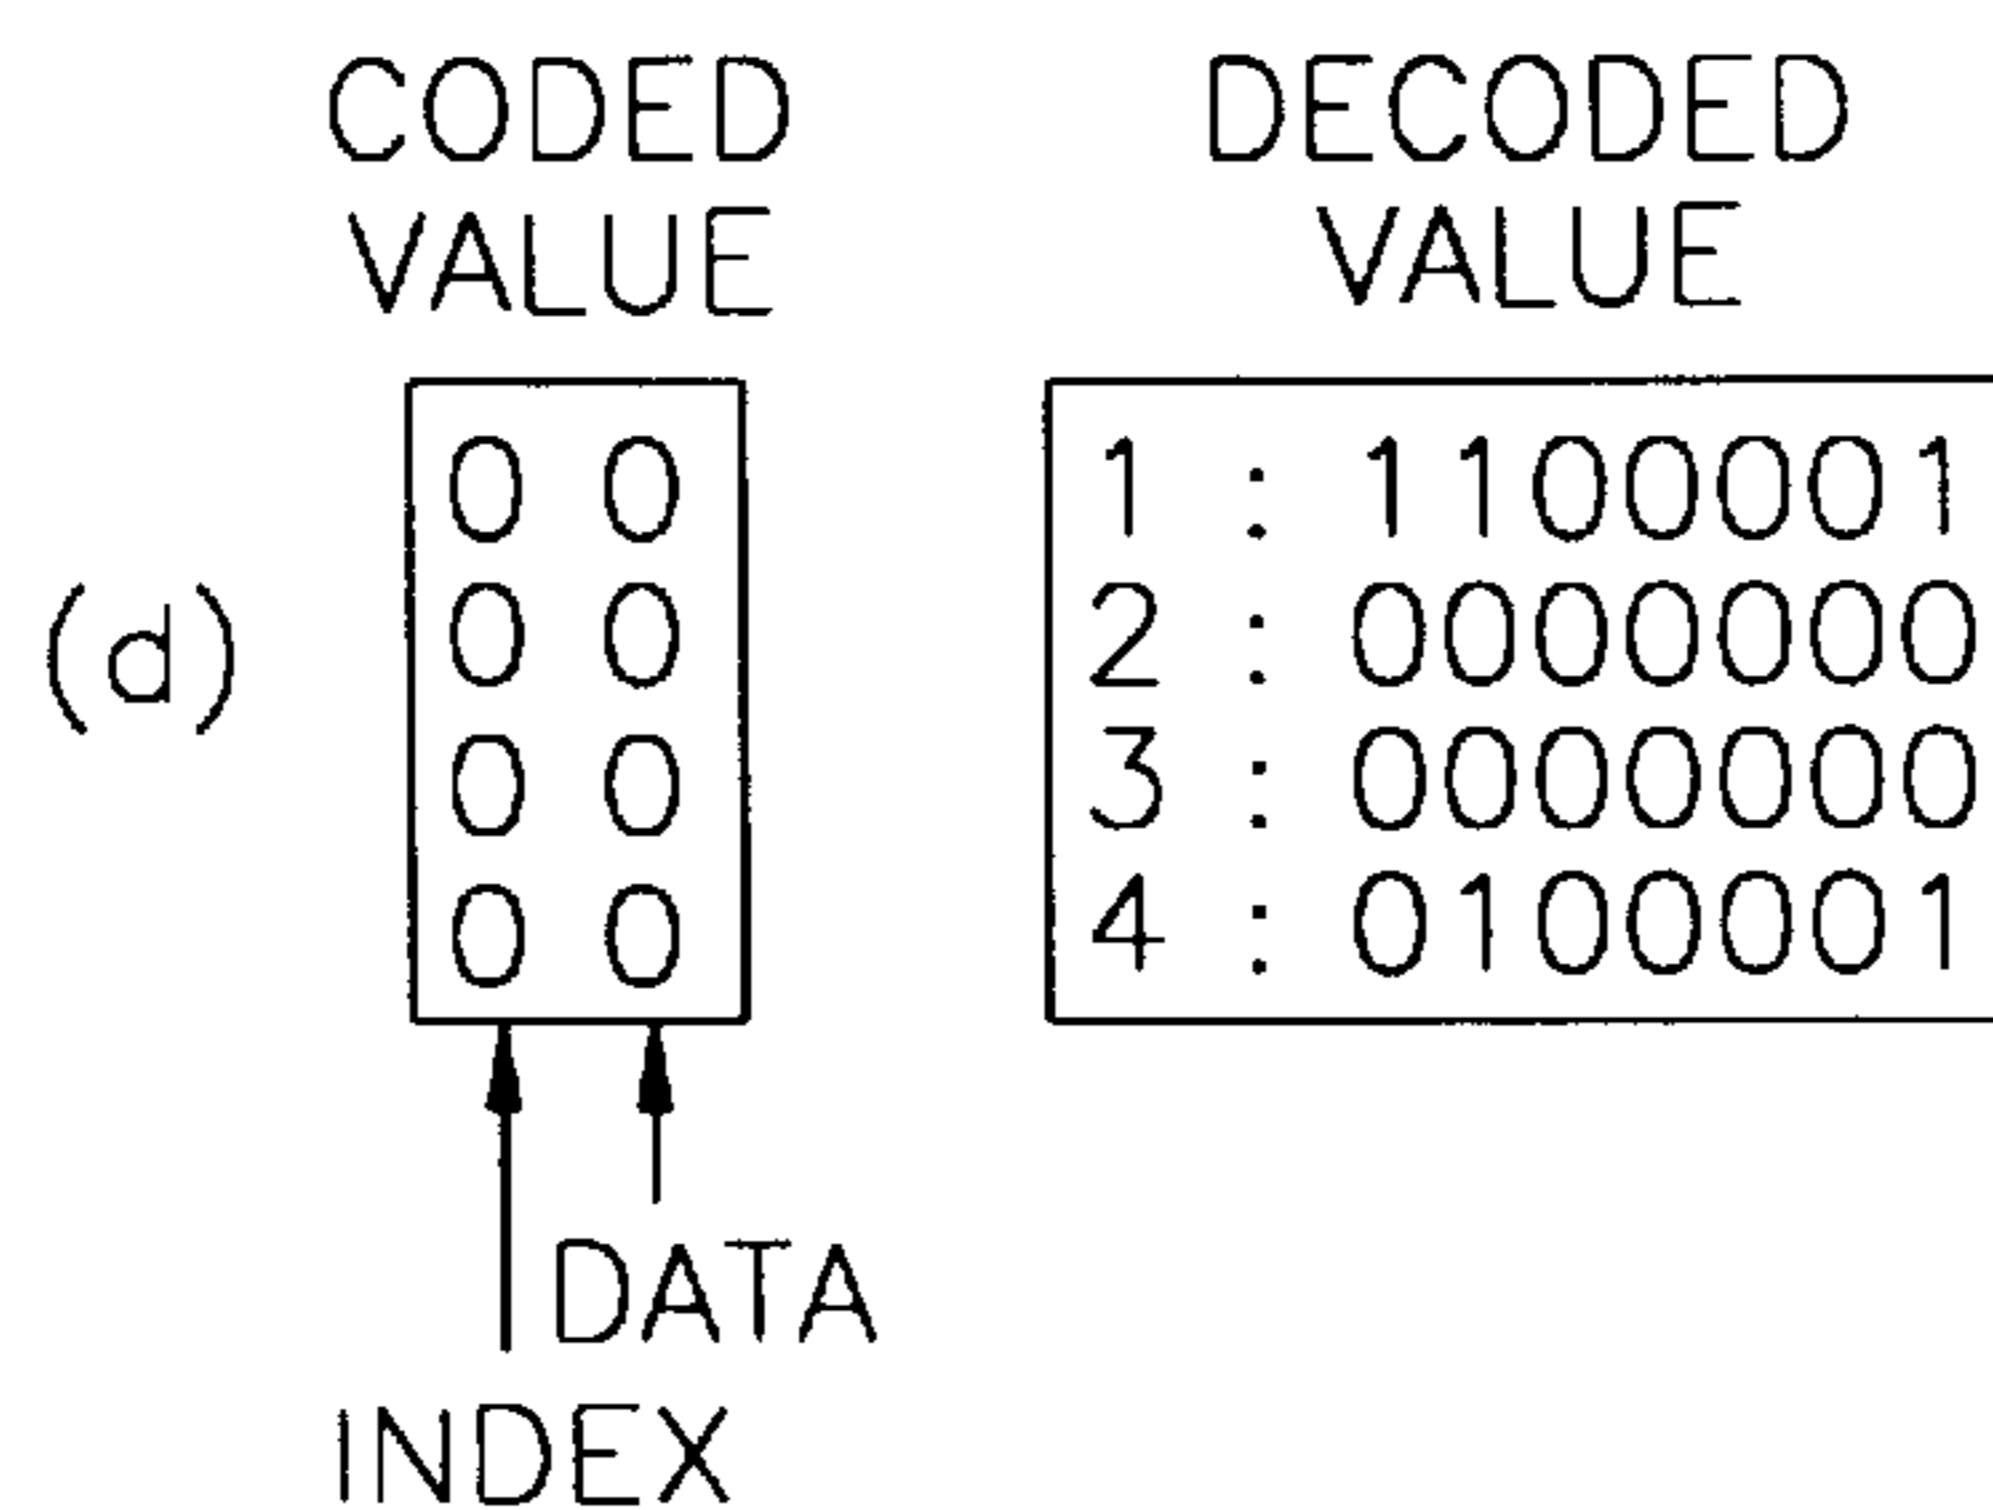 CODED DECODED
VALUE VALUE
0 0 1 : 1100001
(d) 0 0 2 : 0000000
0 0 3 : 0000000
0 0 4 : 0100001
DATA
INDEX